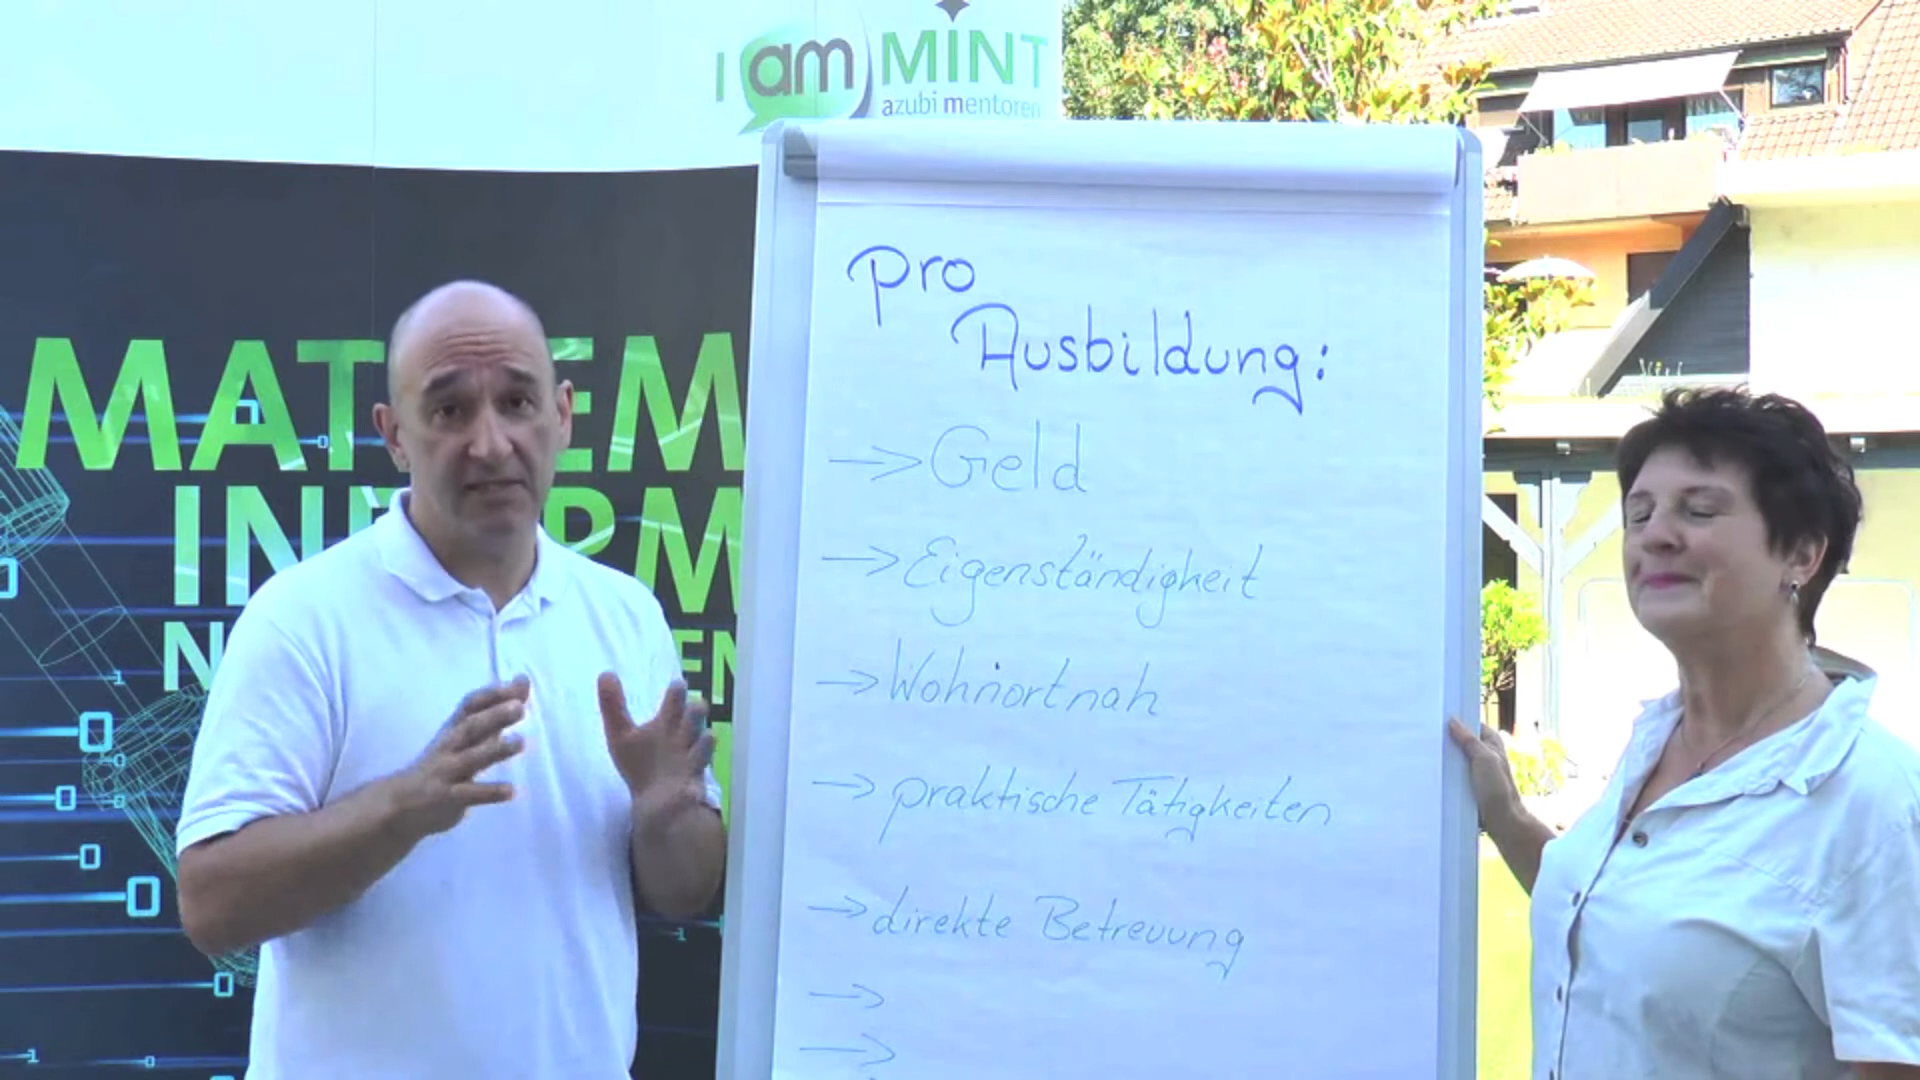 I am MINT
azubi mentoren
MAT EM
IN RM
N EN
pro
Ausbildung:
→ Geld
→ Eigenständigkeit
→ Wohnortnah
→ praktische Tätigkeiten
→ direkte Betreuung
→
→